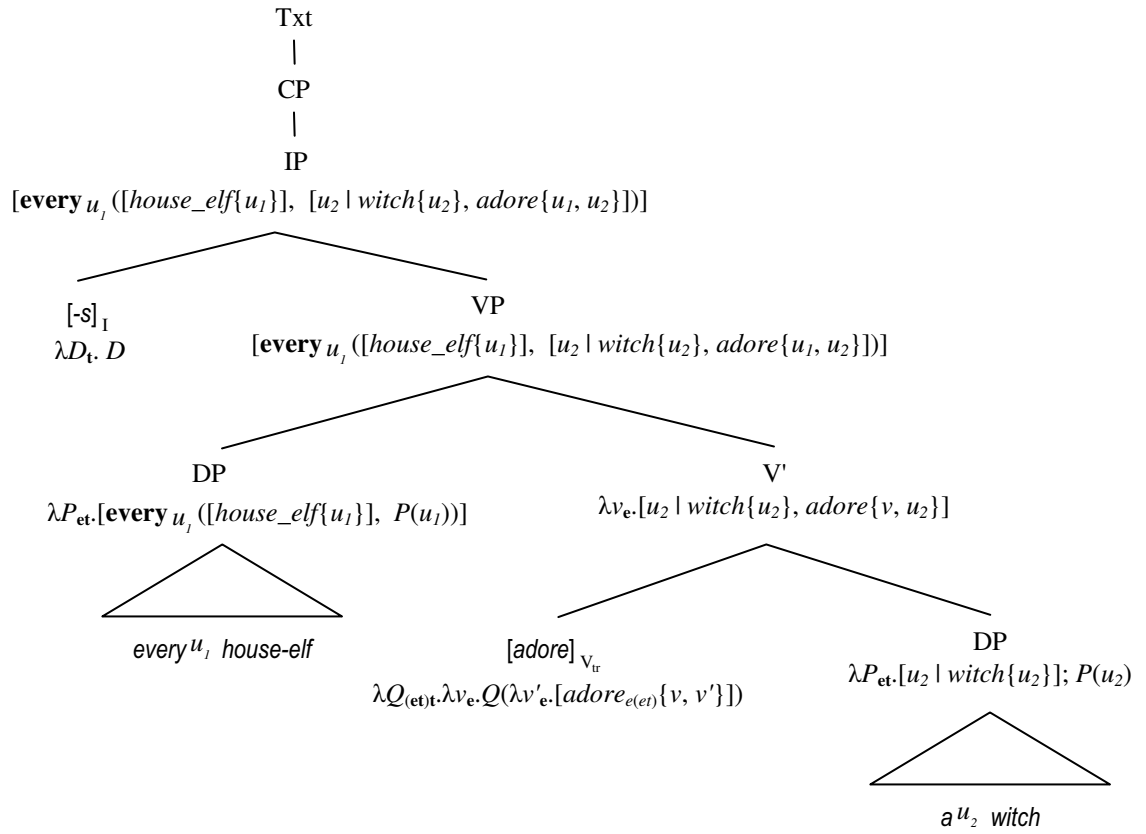 Txt
CP
IP
[every u₁ ([house_elf{u₁}], [u₂ | witch{u₂}, adore{u₁, u₂}])]
[-s] I
λDt. D
VP
[every u₁ ([house_elf{u₁}], [u₂ | witch{u₂}, adore{u₁, u₂}])]
DP
λPet.[every u₁ ([house_elf{u₁}], P(u₁))]
every u₁ house-elf
V'
λve.[u₂ | witch{u₂}, adore{v, u₂}]
[adore] Vtr
λQ(et)t.λve.Q(λv'e.[adoree(et){v, v'}])
DP
λPet.[u₂ | witch{u₂}]; P(u₂)
a u₂ witch